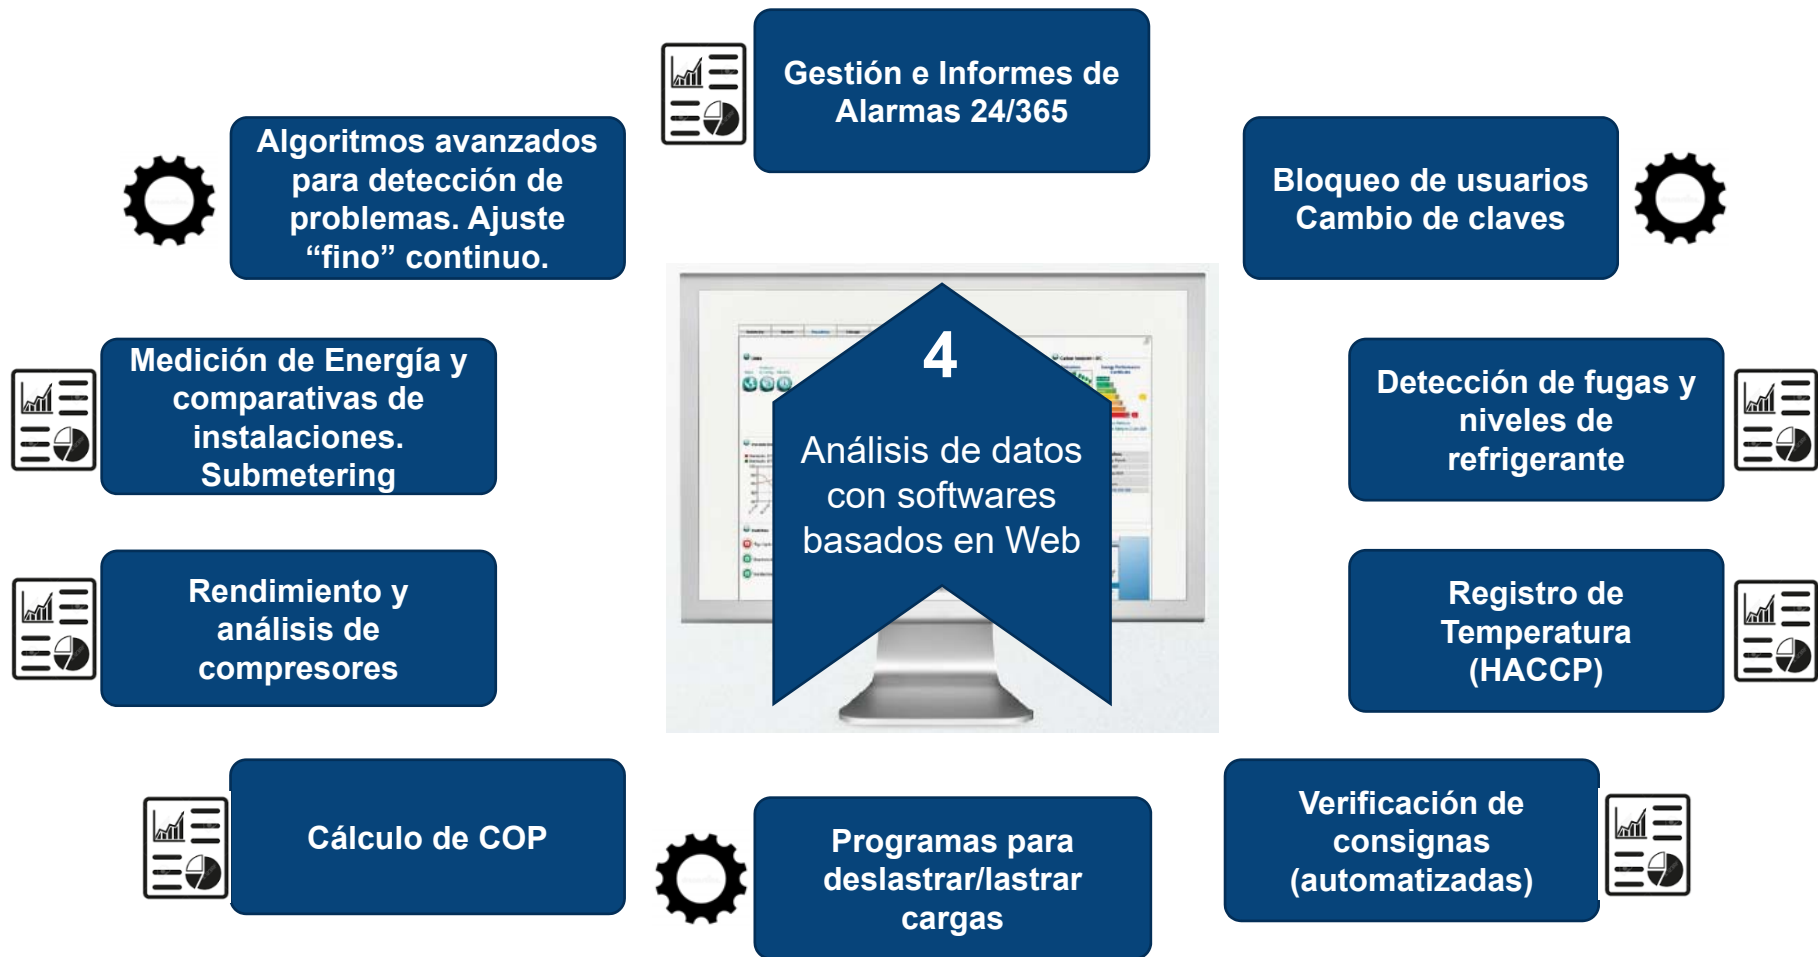 Gestión e Informes de
Alarmas 24/365
Algoritmos avanzados
para detección de
problemas. Ajuste
“fino” continuo.
Bloqueo de usuarios
Cambio de claves
Medición de Energía y
comparativas de
instalaciones.
Submetering
4
Análisis de datos
con softwares
basados en Web
Detección de fugas y
niveles de
refrigerante
Rendimiento y
análisis de
compresores
Registro de
Temperatura
(HACCP)
Cálculo de COP
Programas para
deslastrar/lastrar
cargas
Verificación de
consignas
(automatizadas)